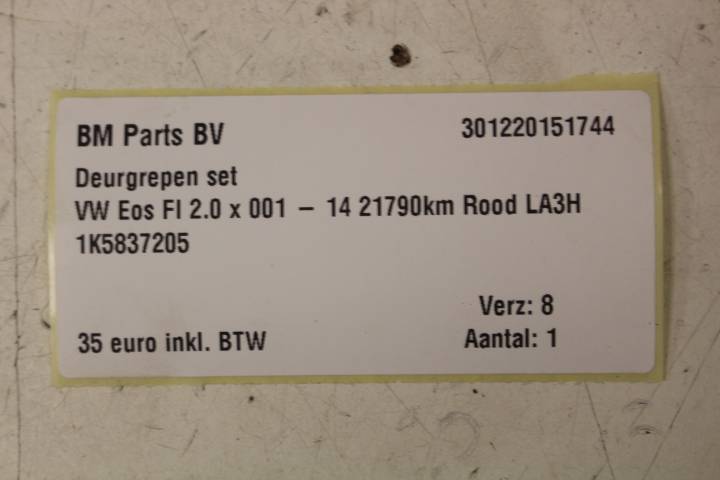 BM Parts BV 301220151744
Deurgrepen set
VW Eos FI 2.0 x 001 – 14 21790km Rood LA3H
1K5837205
Verz: 8
35 euro inkl. BTW Aantal: 1